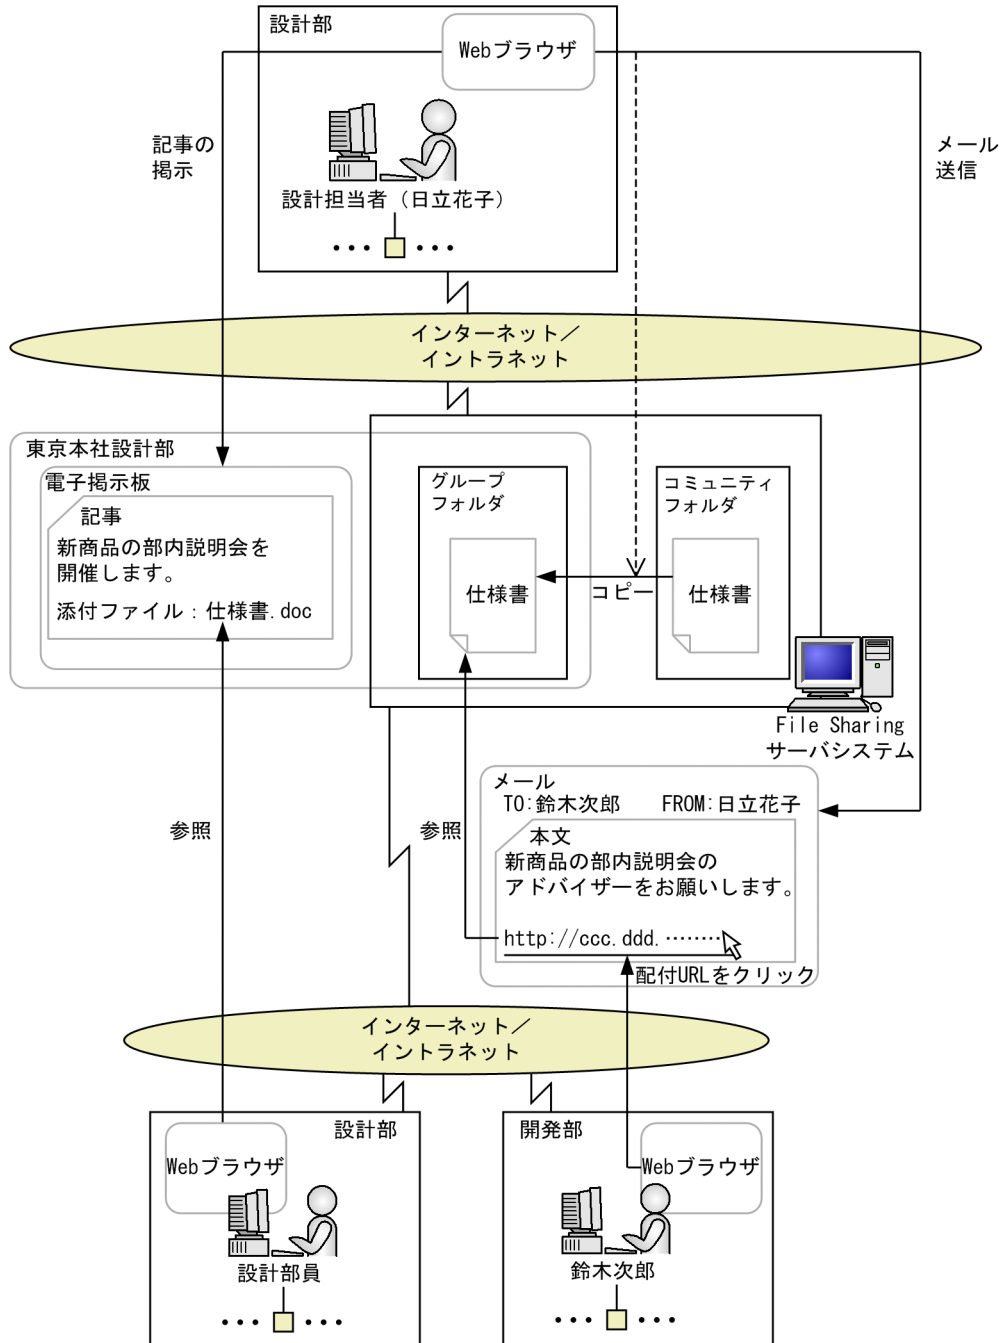 設計部
Webブラウザ
記事の
掲示
メール
送信
設計担当者(日立花子)
・・・ ・・・
インターネット/
イントラネット
東京本社設計部
電子掲示板
記事
新商品の部内説明会を
開催します。
添付ファイル:仕様書.doc
グループ
フォルダ
仕様書
コピー
コミュニティ
フォルダ
仕様書
File Sharing
サーバシステム
メール
TO:鈴木次郎 FROM:日立花子
本文
新商品の部内説明会の
アドバイザーをお願いします。
http://ccc.ddd.………
配付URLをクリック
参照
参照
インターネット/
イントラネット
設計部
Webブラウザ
設計部員
・・・ ・・・
開発部
Webブラウザ
鈴木次郎
・・・ ・・・